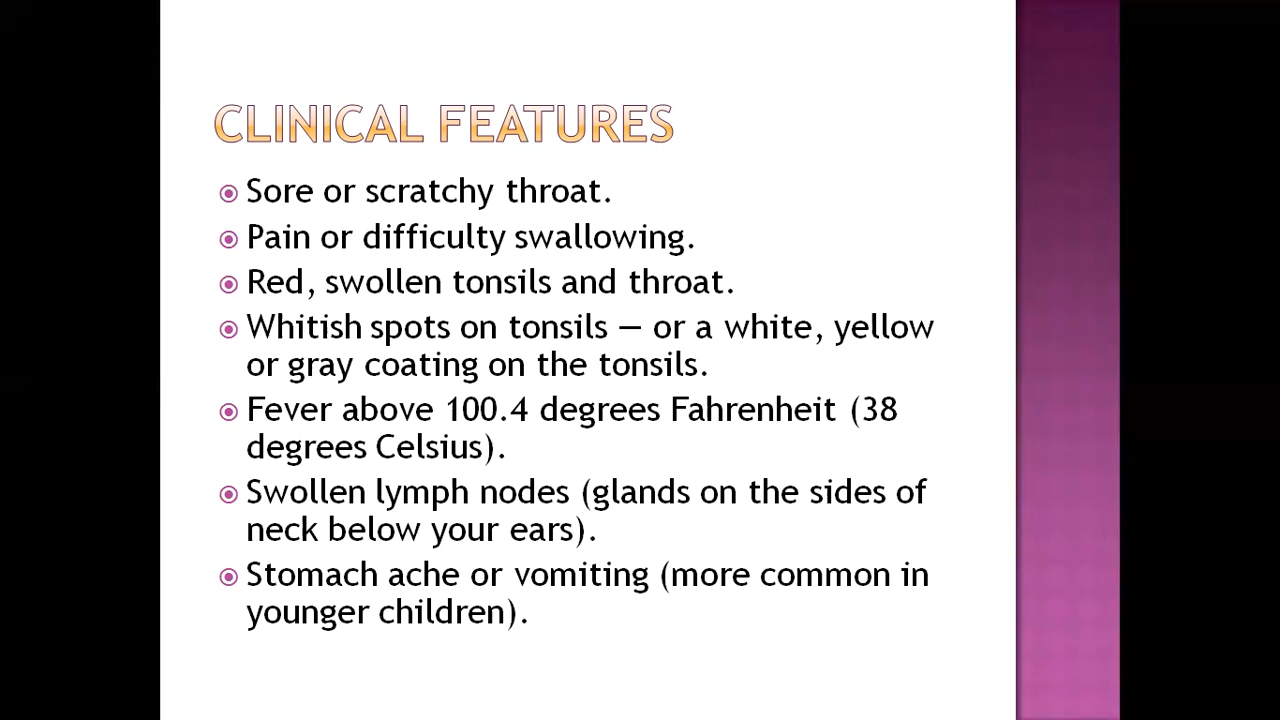 CLINICAL FEATURES
Sore or scratchy throat.
Pain or difficulty swallowing.
Red, swollen tonsils and throat.
Whitish spots on tonsils — or a white, yellow
or gray coating on the tonsils.
Fever above 100.4 degrees Fahrenheit (38
degrees Celsius).
Swollen lymph nodes (glands on the sides of
neck below your ears).
Stomach ache or vomiting (more common in
younger children).